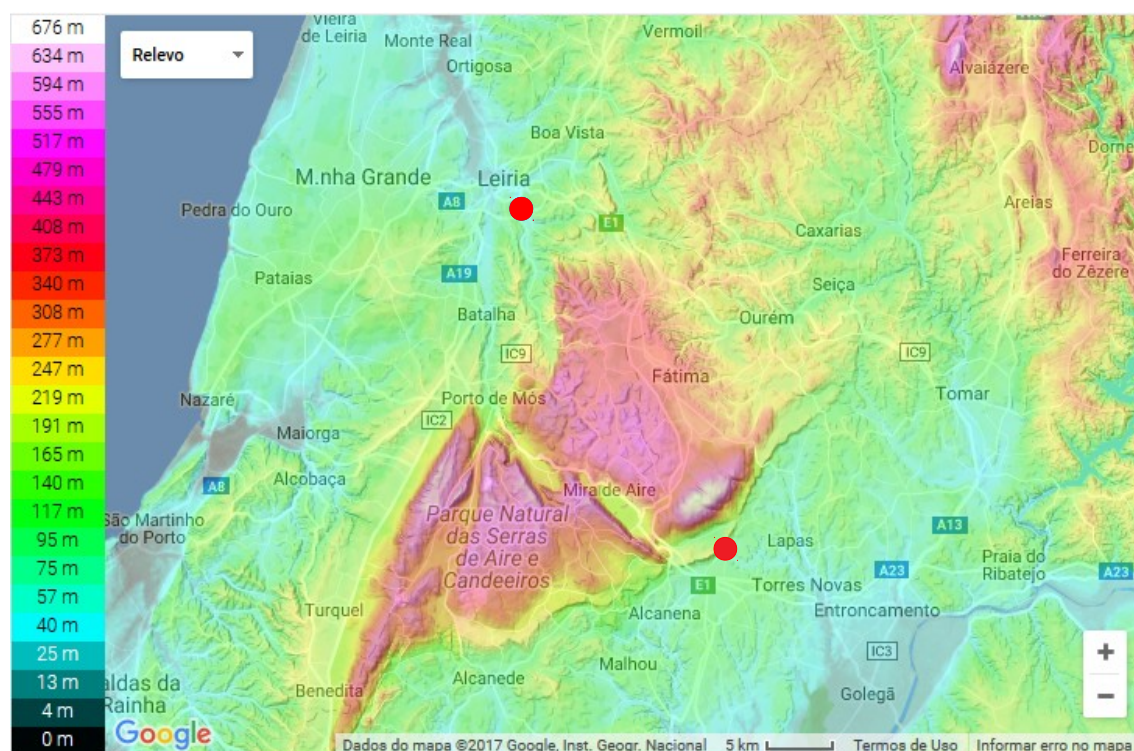 676 m
634 m
594 m
555 m
517 m
479 m
443 m
408 m
373 m
340 m
308 m
277 m
247 m
219 m
191 m
165 m
140 m
117 m
95 m
75 m
57 m
40 m
25 m
13 m
4 m
0 m
Relevo
Vieira
de Leiria
Monte Real
Ortigosa
Vermoil
Alvaiázere
Boa Vista
Dorne
M.nha Grande
Leiria
A8
E1
Areias
Pedra do Ouro
Caxarias
Ferreira
do Zêzere
A19
Pataias
Seiça
Batalha
Ourém
IC9
IC9
Fátima
Tomar
Nazaré
Porto de Mós
IC2
Maiorga
Alcobaça
A8
Mira de Aire
São Martinho
do Porto
Parque Natural
das Serras
de Aire e
Candeeiros
A13
Lapas
Praia do
Ribatejo
A23
A23
E1
Torres Novas
Turquel
Alcanena
Entroncamento
IC3
Malhou
Alcanede
Golegã
aldas da
Rainha
Benedita
+
−
Google
Dados do mapa ©2017 Google, Inst. Geogr. Nacional 5 km Termos de Uso Informar erro no mapa